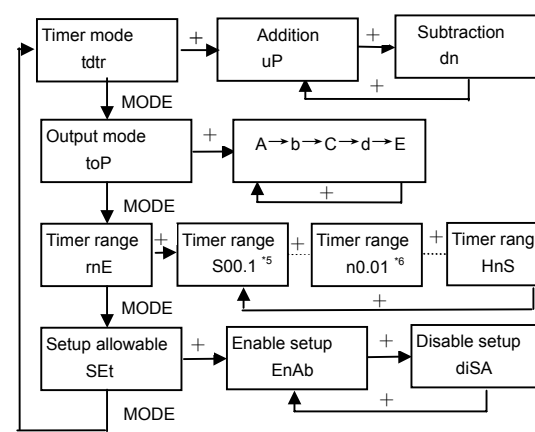 Timer mode
tdtr
+
Addition
uP
+
Subtraction
dn
+
MODE
Output mode
toP
+
A→b→C→d→E
+
MODE
Timer range
rnE
+
Timer range
S00.1 *5
+
Timer range
n0.01 *6
+
Timer rang
HnS
+
MODE
Setup allowable
SEt
+
Enable setup
EnAb
+
Disable setup
diSA
+
MODE